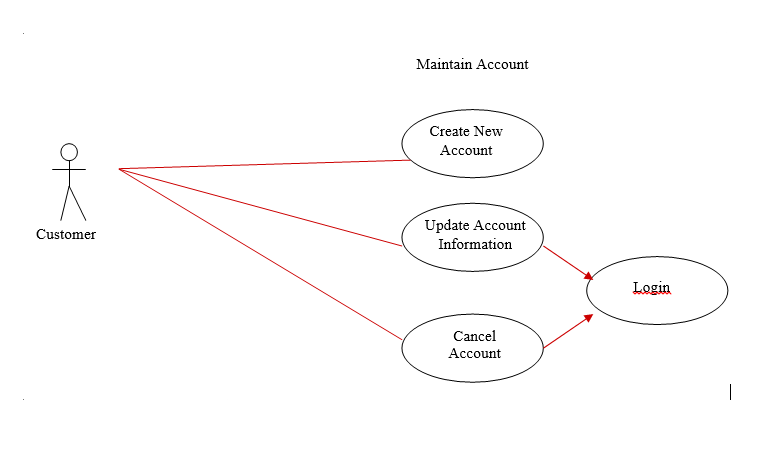 Maintain Account
Create New
Account
Customer
Update Account
Information
Login
Cancel
Account